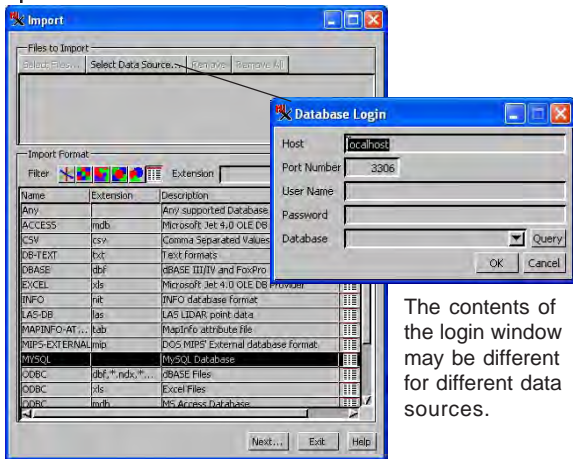 Import
Files to Import
Select Files... Select Data Source... Remove Remove All
Database Login
Host localhost
Port Number 3306
User Name
Password
Database Query
OK Cancel
Import Format
Filter Extension
Name Extension Description
Any Any supported Database
ACCESS mdb Microsoft Jet 4.0 OLE DB
CSV csv Comma Separated Values
DB-TEXT txt Text formats
DBASE dbf dBASE III/IV and FoxPro
EXCEL xls Microsoft Jet 4.0 OLE DB Provider
INFO nit INFO database format
LAS-DB las LAS LIDAR point data
MAPINFO-AT... tab MapInfo attribute file
MIPS-EXTERNAL mip DOS MIPS' External database format
MYSQL MySQL Database
ODBC dbf,*.ndx,*... dBASE Files
ODBC xls Excel Files
ODBC mdb MS Access Database
Next... Exit Help
The contents of
the login window
may be different
for different data
sources.